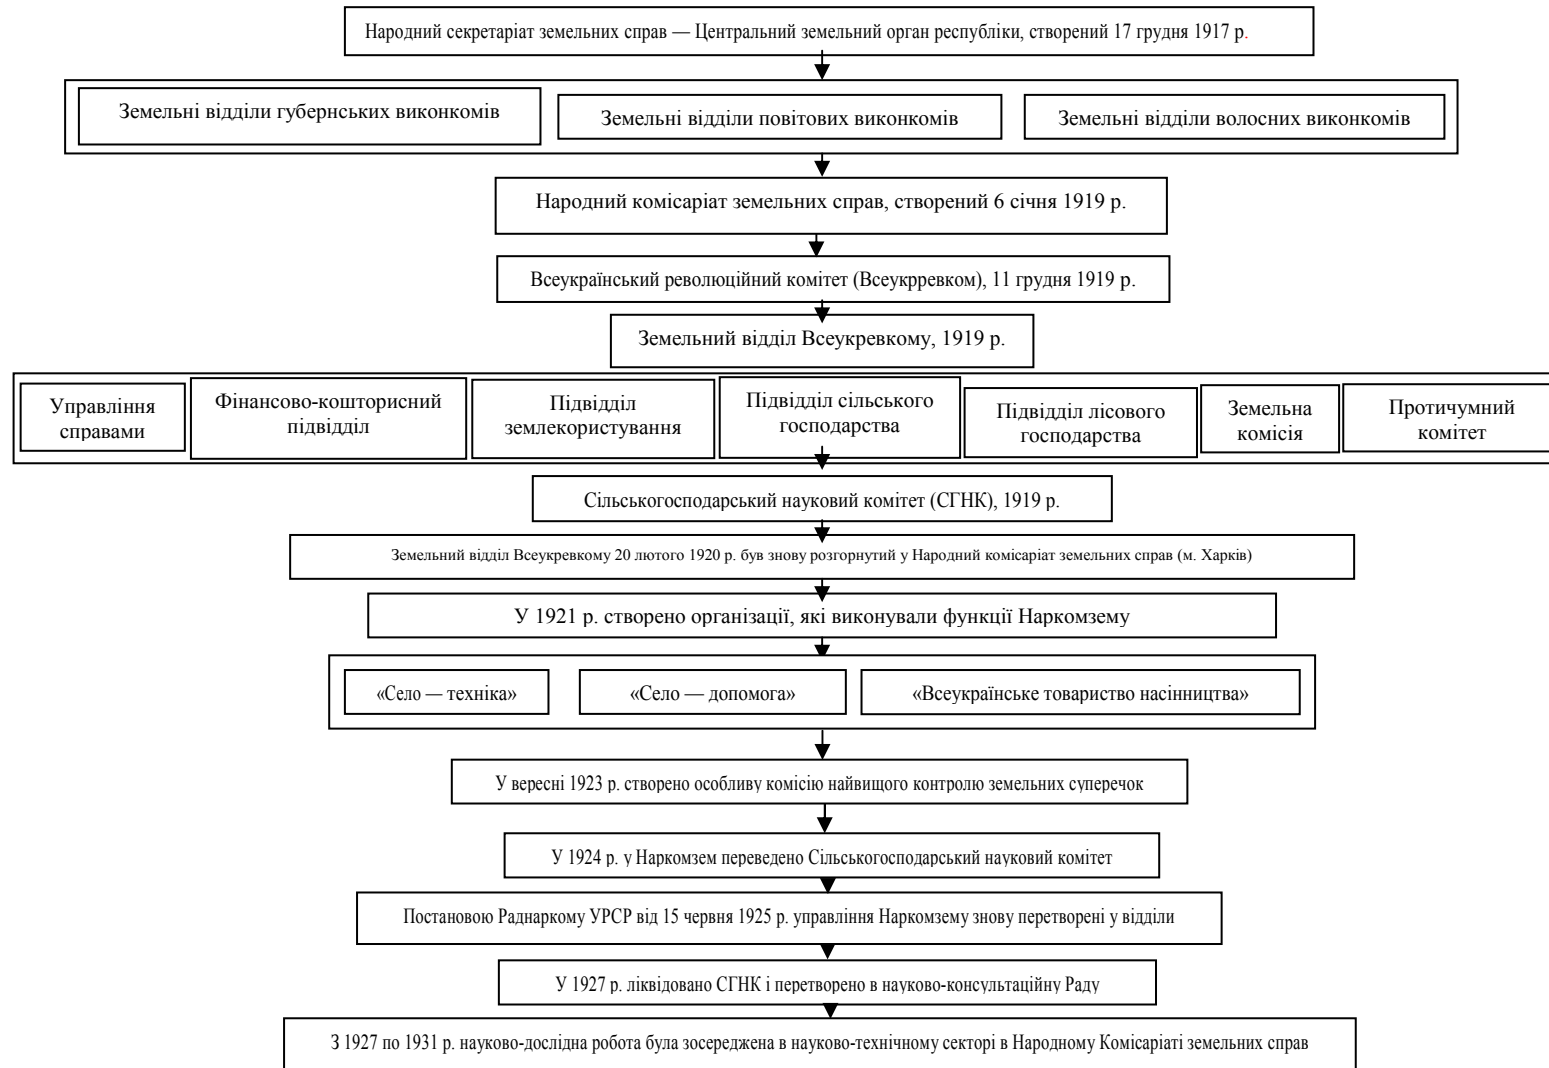 Народний секретаріат земельних справ — Центральний земельний орган республіки, створений 17 грудня 1917 р.
Земельні відділи губернських виконкомів
Земельні відділи повітових виконкомів
Земельні відділи волосних виконкомів
Народний комісаріат земельних справ, створений 6 січня 1919 р.
Всеукраїнський революційний комітет (Всеукрревком), 11 грудня 1919 р.
Земельний відділ Всеукревкому, 1919 р.
Управління
справами
Фінансово-кошторисний
підвідділ
Підвідділ
землекористування
Підвідділ сільського
господарства
Підвідділ лісового
господарства
Земельна
комісія
Протичумний
комітет
Сільськогосподарський науковий комітет (СГНК), 1919 р.
Земельний відділ Всеукревкому 20 лютого 1920 р. був знову розгорнутий у Народний комісаріат земельних справ (м. Харків)
У 1921 р. створено організації, які виконували функції Наркомзему
«Село — техніка»
«Село — допомога»
«Всеукраїнське товариство насінництва»
У вересні 1923 р. створено особливу комісію найвищого контролю земельних суперечок
У 1924 р. у Наркомзем переведено Сільськогосподарський науковий комітет
Постановою Раднаркому УРСР від 15 червня 1925 р. управління Наркомзему знову перетворені у відділи
У 1927 р. ліквідовано СГНК і перетворено в науково-консультаційну Раду
З 1927 по 1931 р. науково-дослідна робота була зосереджена в науково-технічному секторі в Народному Комісаріаті земельних справ